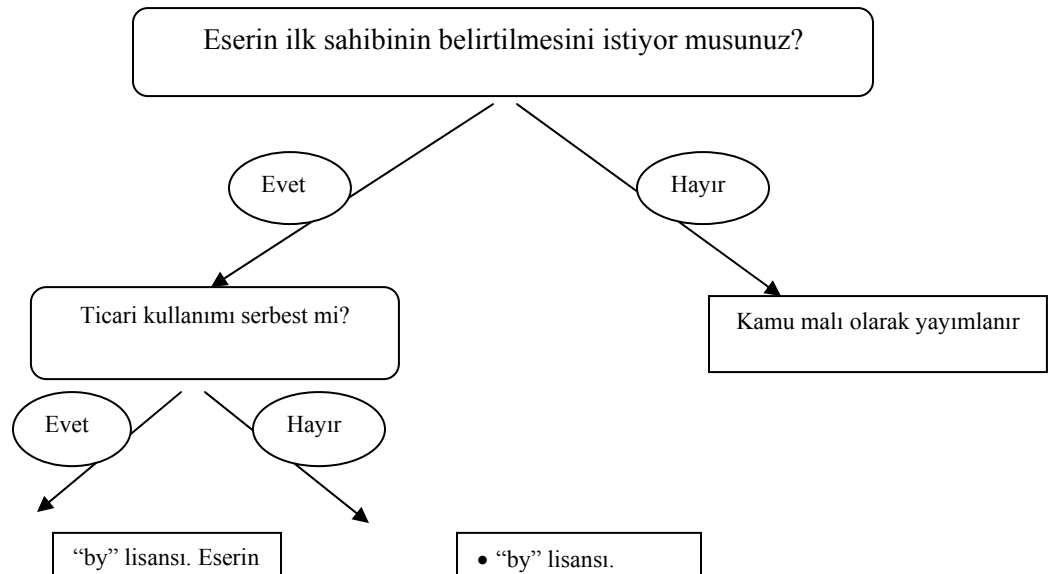 Eserin ilk sahibinin belirtilmesini istiyor musunuz?
Evet
Hayır
Ticari kullanımı serbest mi?
Kamu malı olarak yayımlanır
Evet
Hayır
“by” lisansı. Eserin
• “by” lisansı.